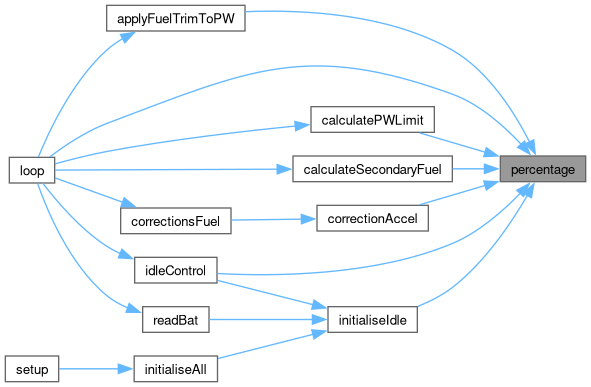 applyFuelTrimToPW
calculatePWLimit
loop
calculateSecondaryFuel
percentage
correctionsFuel
correctionAccel
idleControl
readBat
initialiseIdle
setup
initialiseAll